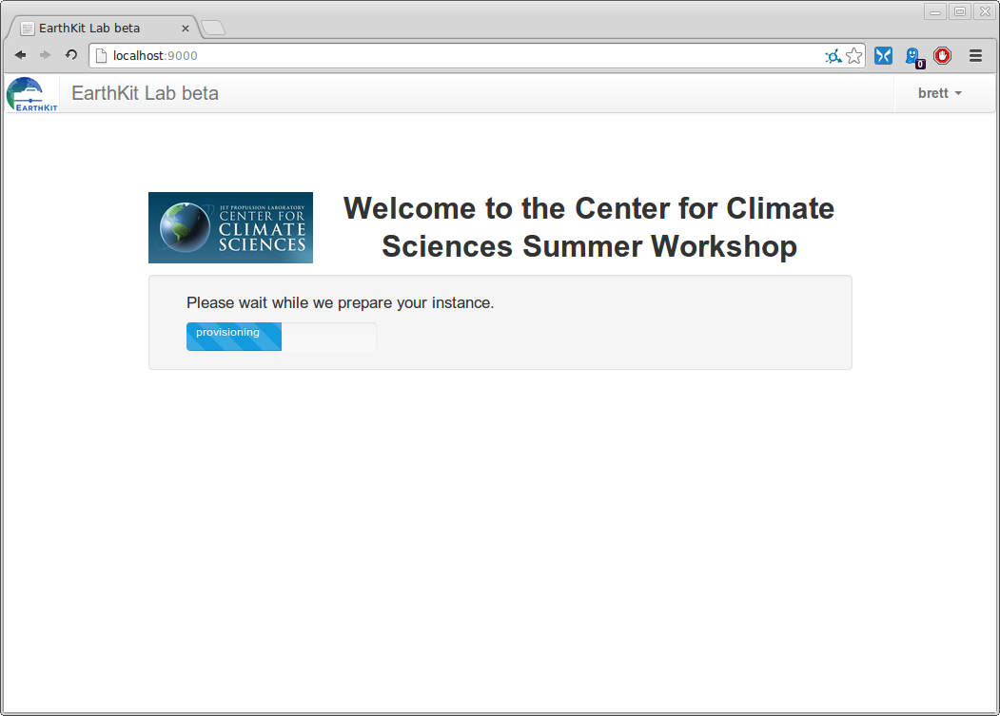 EarthKit Lab beta
localhost:9000
0
EARTHKIT
EarthKit Lab beta
brett
JET PROPULSION LABORATORY
CENTER FOR
CLIMATE
SCIENCES
Welcome to the Center for Climate
Sciences Summer Workshop
Please wait while we prepare your instance.
provisioning